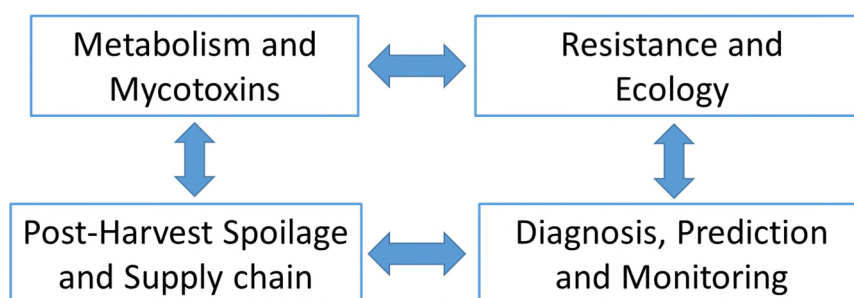 Metabolism and
Mycotoxins
Resistance and
Ecology
Post-Harvest Spoilage
and Supply chain
Diagnosis, Prediction
and Monitoring